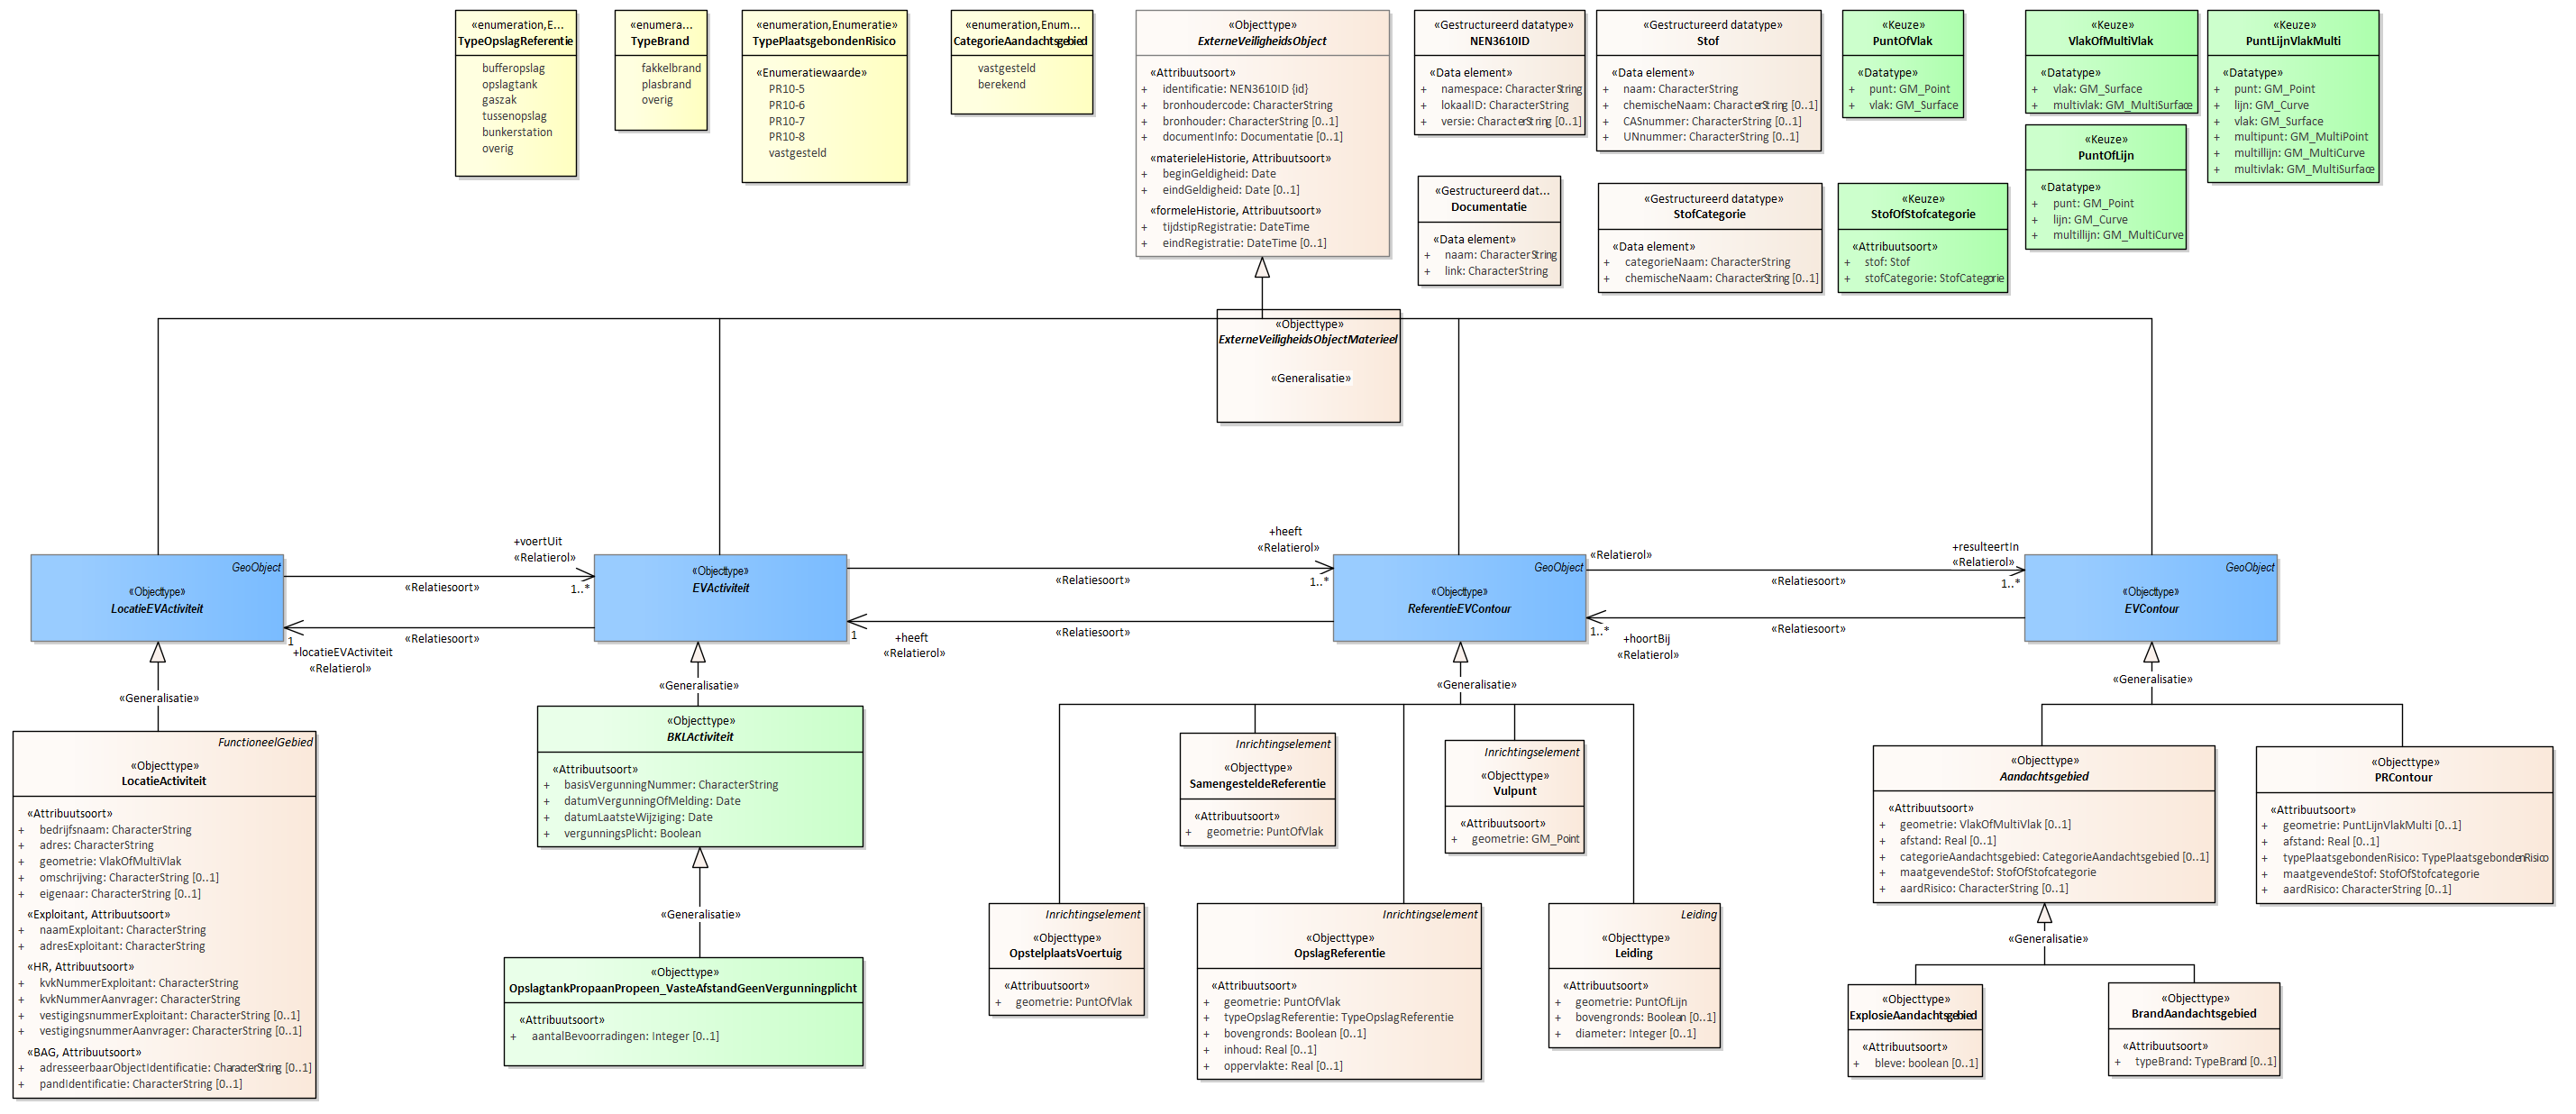 «enumeration,E...
TypeOpslagReferentie
bufferopslag
opslagtank
gaszak
tussenopslag
bunkerstation
overig
«enumera...
TypeBrand
fakkelbrand
plasbrand
overig
«enumeration,Enumeratie»
TypePlaatsgebondenRisico
«Enumeratiewaarde»
PR10-5
PR10-6
PR10-7
PR10-8
vastgesteld
«enumeration,Enum...
CategorieAandachtsgebied
vastgesteld
berekend
«Objecttype»
ExterneVeiligheidsObject
«Attribuutsoort»
+ identificatie: NEN3610ID {id}
+ bronhoudercode: CharacterString
+ bronhouder: CharacterString [0..1]
+ documentInfo: Documentatie [0..1]
«materieleHistorie, Attribuutsoort»
+ beginGeldigheid: Date
+ eindGeldigheid: Date [0..1]
«formeleHistorie, Attribuutsoort»
+ tijdstipRegistratie: DateTime
+ eindRegistratie: DateTime [0..1]
«Gestructureerd datatype»
NEN3610ID
«Data element»
+ namespace: CharacterString
+ lokaalID: CharacterString
+ versie: CharacterString [0..1]
«Gestructureerd dat...
Documentatie
«Data element»
+ naam: CharacterString
+ link: CharacterString
«Gestructureerd datatype»
Stof
«Data element»
+ naam: CharacterString
+ chemischeNaam: CharacterString [0..1]
+ CASnummer: CharacterString [0..1]
+ UNnummer: CharacterString [0..1]
«Gestructureerd datatype»
StofCategorie
«Data element»
+ categorieNaam: CharacterString
+ chemischeNaam: CharacterString [0..1]
«Keuze»
PuntOfVlak
«Datatype»
+ punt: GM_Point
+ vlak: GM_Surface
«Keuze»
StofOfStofcategorie
«Attribuutsoort»
+ stof: Stof
+ stofCategorie: StofCategorie
«Keuze»
VlakOfMultiVlak
«Datatype»
+ vlak: GM_Surface
+ multivlak: GM_MultiSurface
«Keuze»
PuntOfLijn
«Datatype»
+ punt: GM_Point
+ lijn: GM_Curve
+ multilijn: GM_MultiCurve
«Keuze»
PuntLijnVlakMulti
«Datatype»
+ punt: GM_Point
+ lijn: GM_Curve
+ vlak: GM_Surface
+ multipunt: GM_MultiPoint
+ multilijn: GM_MultiCurve
+ multivlak: GM_MultiSurface
«Objecttype»
ExterneVeiligheidsObjectMaterieel
«Generalisatie»
GeoObject
«Objecttype»
LocatieEVActiviteit
+voertUit
«Relatierol»
1..*
«Relatiesoort»
«Relatiesoort»
1
+locatieEVActiviteit
«Relatierol»
«Objecttype»
EVActiviteit
+heeft
«Relatierol»
1..*
«Relatiesoort»
«Relatiesoort»
1
+heeft
«Relatierol»
GeoObject
«Objecttype»
ReferentieEVContour
«Relatierol»
+resulteertIn
«Relatierol»
1..*
«Relatiesoort»
«Relatiesoort»
1..*
+hoortBij
«Relatierol»
GeoObject
«Objecttype»
EVContour
«Generalisatie»
«Generalisatie»
«Generalisatie»
«Generalisatie»
FunctioneelGebied
«Objecttype»
LocatieActiviteit
«Attribuutsoort»
+ bedrijfsnaam: CharacterString
+ adres: CharacterString
+ geometrie: VlakOfMultiVlak
+ omschrijving: CharacterString [0..1]
+ eigenaar: CharacterString [0..1]
«Exploitant, Attribuutsoort»
+ naamExploitant: CharacterString
+ adresExploitant: CharacterString
«HR, Attribuutsoort»
+ kvkNummerExploitant: CharacterString
+ kvkNummerAanvrager: CharacterString
+ vestigingsnummerExploitant: CharacterString [0..1]
+ vestigingsnummerAanvrager: CharacterString [0..1]
«BAG, Attribuutsoort»
+ adresseerbaarObjectIdentificatie: CharacterString [0..1]
+ pandIdentificatie: CharacterString [0..1]
«Objecttype»
BKLActiviteit
«Attribuutsoort»
+ basisVergunningNummer: CharacterString
+ datumVergunningOfMelding: Date
+ datumLaatsteWijziging: Date
+ vergunningsPlicht: Boolean
«Generalisatie»
«Objecttype»
OpslagtankPropaanPropeen_VasteAfstandGeenVergunningplicht
«Attribuutsoort»
+ aantalBevoorradingen: Integer [0..1]
Inrichtingselement
«Objecttype»
SamengesteldeReferentie
«Attribuutsoort»
+ geometrie: PuntOfVlak
Inrichtingselement
«Objecttype»
Vulpunt
«Attribuutsoort»
+ geometrie: GM_Point
Inrichtingselement
«Objecttype»
OpstelplaatsVoertuig
«Attribuutsoort»
+ geometrie: PuntOfVlak
Inrichtingselement
«Objecttype»
OpslagReferentie
«Attribuutsoort»
+ geometrie: PuntOfVlak
+ typeOpslagReferentie: TypeOpslagReferentie
+ bovengronds: Boolean [0..1]
+ inhoud: Real [0..1]
+ oppervlakte: Real [0..1]
Leiding
«Objecttype»
Leiding
«Attribuutsoort»
+ geometrie: PuntOfLijn
+ bovengronds: Boolean [0..1]
+ diameter: Integer [0..1]
«Objecttype»
Aandachtsgebied
«Attribuutsoort»
+ geometrie: VlakOfMultiVlak [0..1]
+ afstand: Real [0..1]
+ categorieAandachtsgebied: CategorieAandachtsgebied [0..1]
+ maatgevendeStof: StofOfStofcategorie
+ aardRisico: CharacterString [0..1]
«Objecttype»
PRContour
«Attribuutsoort»
+ geometrie: PuntLijnVlakMulti [0..1]
+ afstand: Real [0..1]
+ typePlaatsgebondenRisico: TypePlaatsgebondenRisico
+ maatgevendeStof: StofOfStofcategorie
+ aardRisico: CharacterString [0..1]
«Generalisatie»
«Objecttype»
ExplosieAandachtsgebied
«Attribuutsoort»
+ bleve: boolean [0..1]
«Objecttype»
BrandAandachtsgebied
«Attribuutsoort»
+ typeBrand: TypeBrand [0..1]